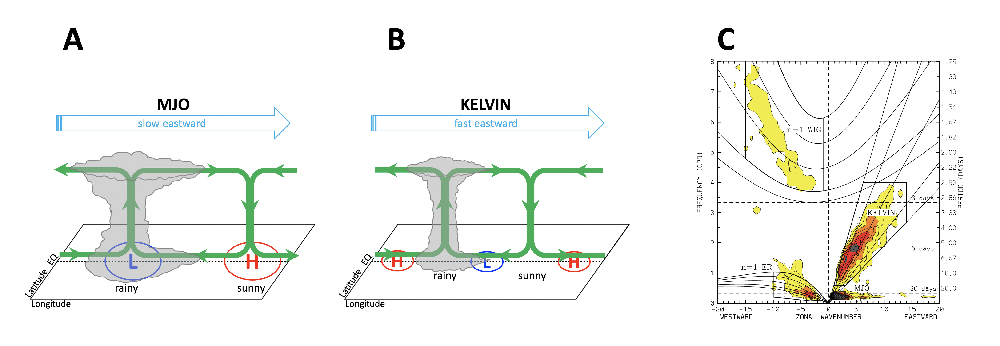 A
MJO
slow eastward
L
H
EQ
Latitude
rainy
sunny
Longitude
B
KELVIN
fast eastward
H
L
H
EQ
Latitude
rainy
sunny
Longitude
C
FREQUENCY (CPD)
.8
.7
.6
.5
.4
.3
.2
.1
0
1.25
1.33
1.43
1.54
1.67
1.82
2.00
2.22
2.50
2.86
3.33
4.00
5.00
6.67
10.0
20.0
PERIOD (DAYS)
n=1 WIG
3 days
KELVIN
6 days
n=1 ER
MJO
30 days
-20 -15 -10 -5 0 5 10 15 20
WESTWARD ZONAL WAVENUMBER EASTWARD